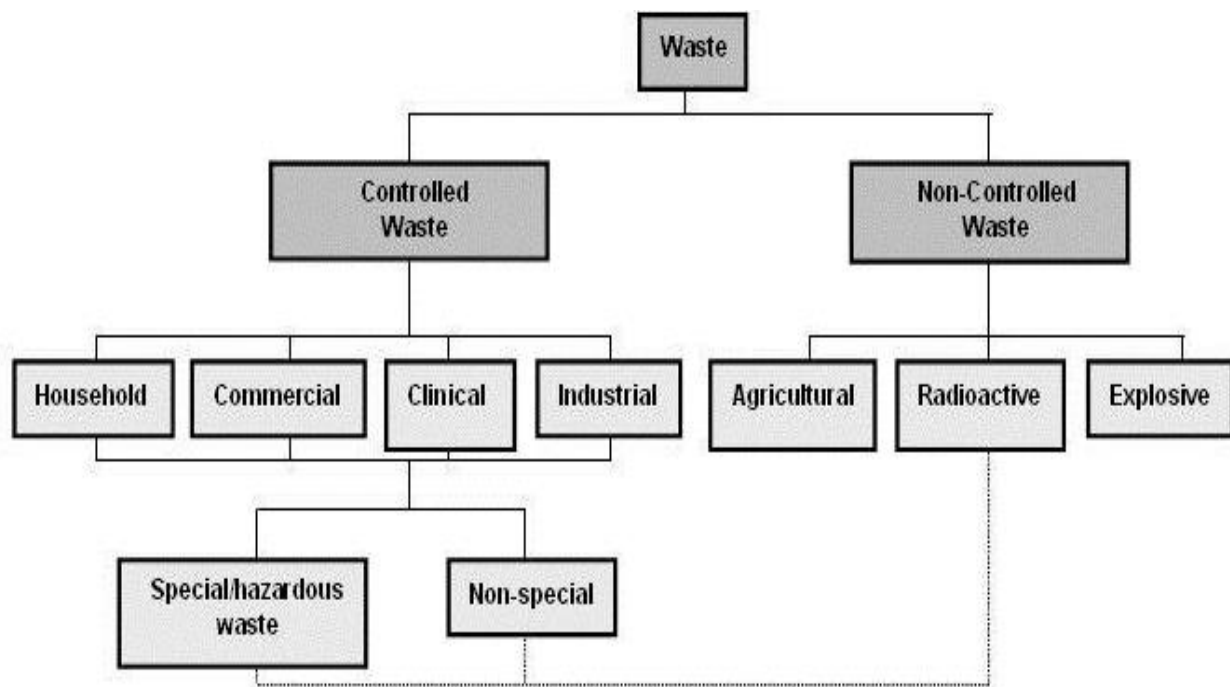 Waste
Controlled
Waste
Non-Controlled
Waste
Household
Commercial
Clinical
Industrial
Agricultural
Radioactive
Explosive
Special/hazardous
waste
Non-special